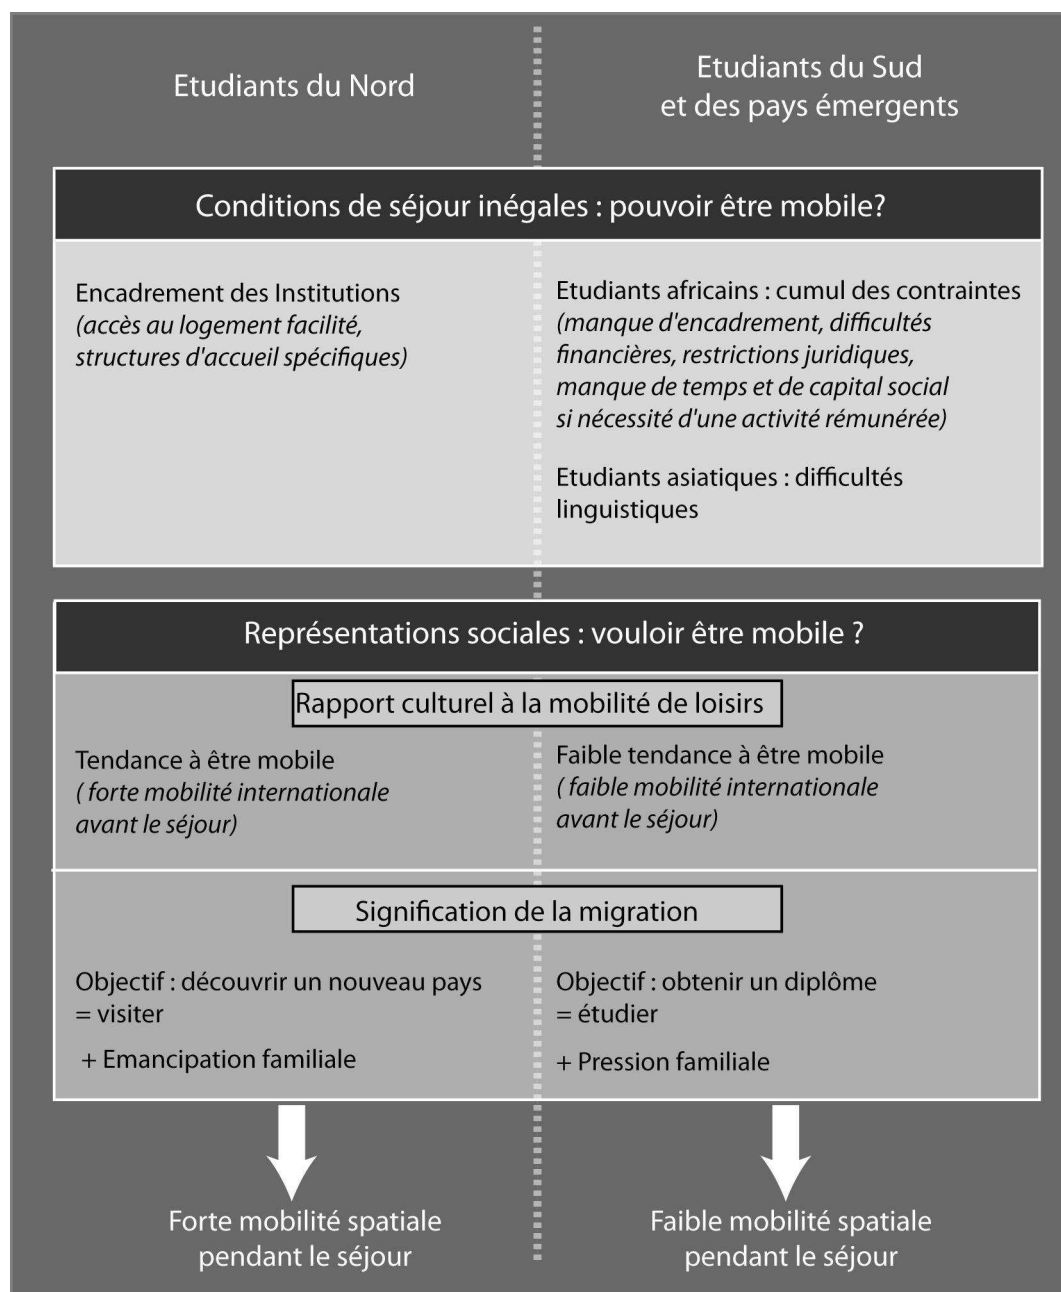 Etudiants du Nord
Etudiants du Sud
et des pays émergents
Conditions de séjour inégales : pouvoir être mobile?
Encadrement des Institutions
(accès au logement facilité,
structures d'accueil spécifiques)
Etudiants africains : cumul des contraintes
(manque d'encadrement, difficultés
financières, restrictions juridiques,
manque de temps et de capital social
si nécessité d'une activité rémunérée)
Etudiants asiatiques : difficultés
linguistiques
Représentations sociales : vouloir être mobile ?
Rapport culturel à la mobilité de loisirs
Tendance à être mobile
( forte mobilité internationale
avant le séjour)
Faible tendance à être mobile
( faible mobilité internationale
avant le séjour)
Signification de la migration
Objectif : découvrir un nouveau pays
= visiter
+ Emancipation familiale
Objectif : obtenir un diplôme
= étudier
+ Pression familiale
Forte mobilité spatiale
pendant le séjour
Faible mobilité spatiale
pendant le séjour